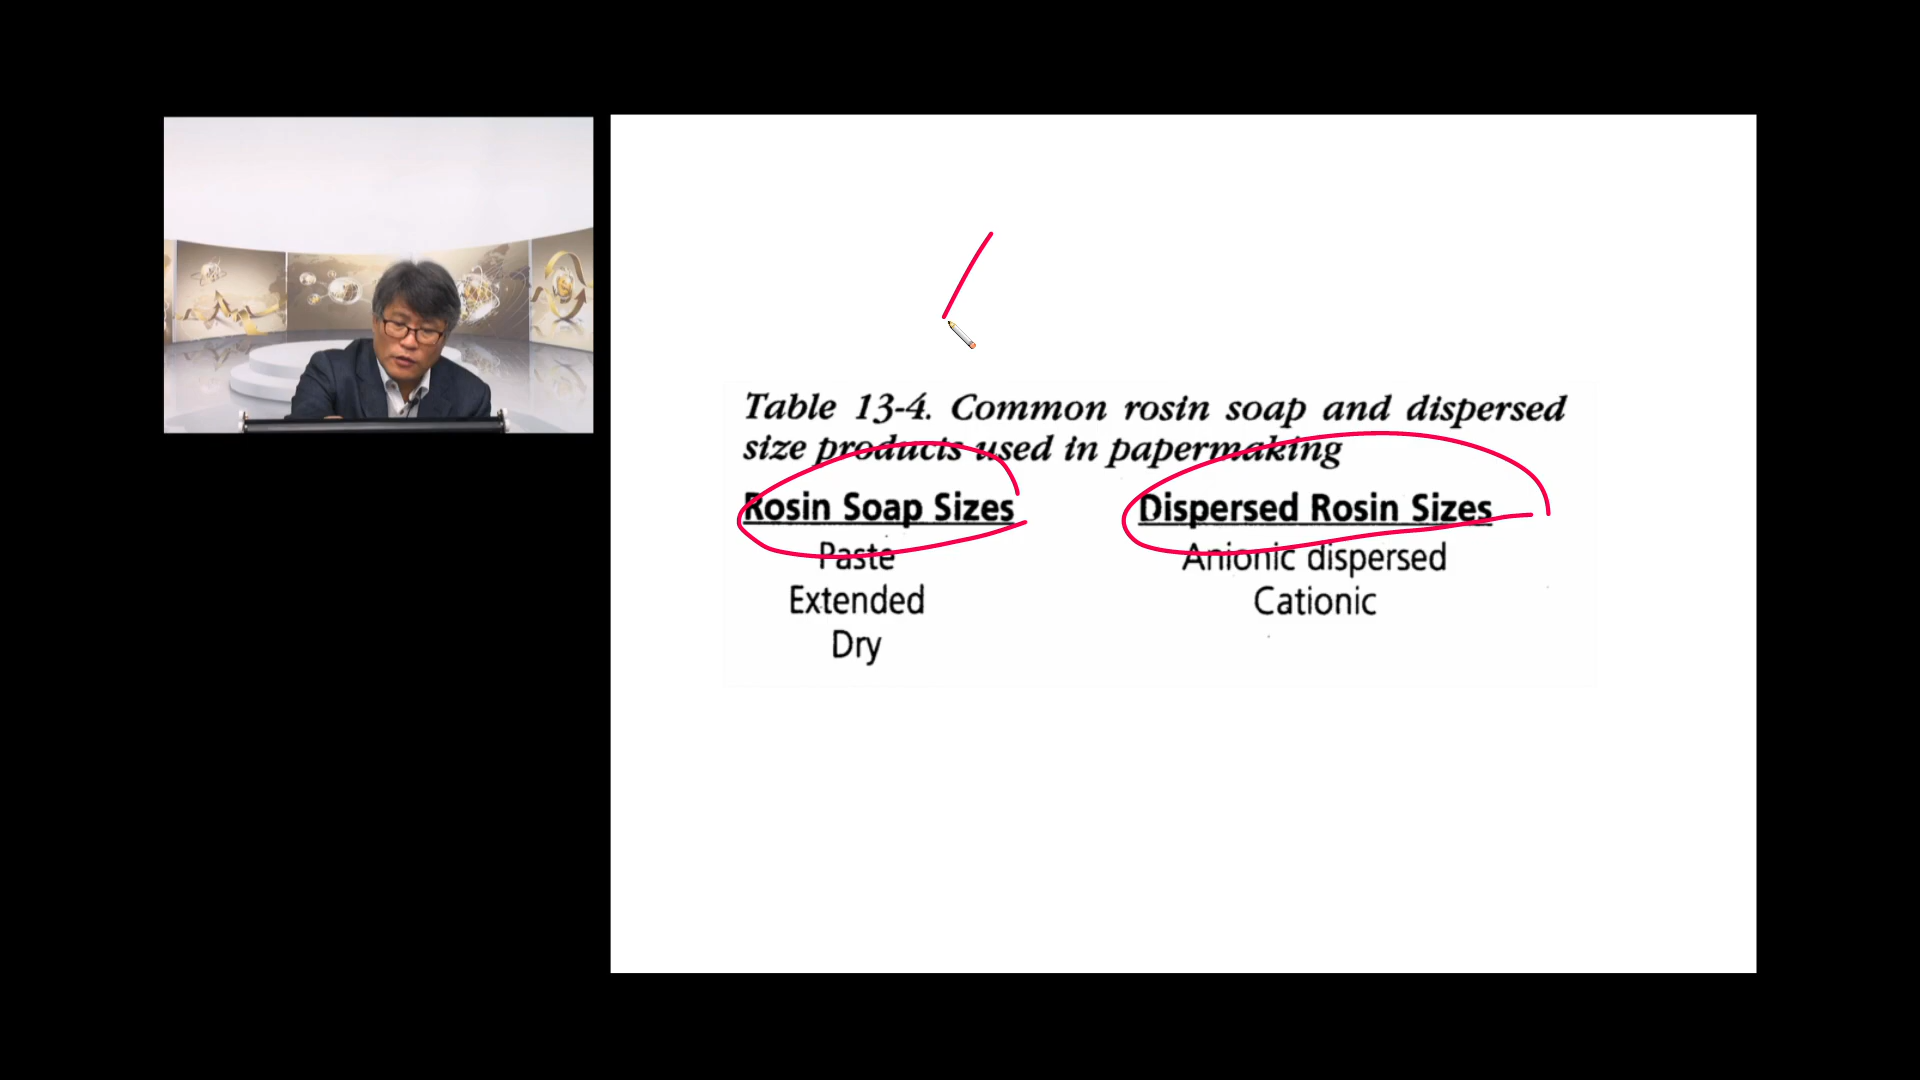 Table 13-4. Common rosin soap and dispersed
size products used in papermaking
Rosin Soap Sizes
Dispersed Rosin Sizes
Paste
Anionic dispersed
Extended
Cationic
Dry